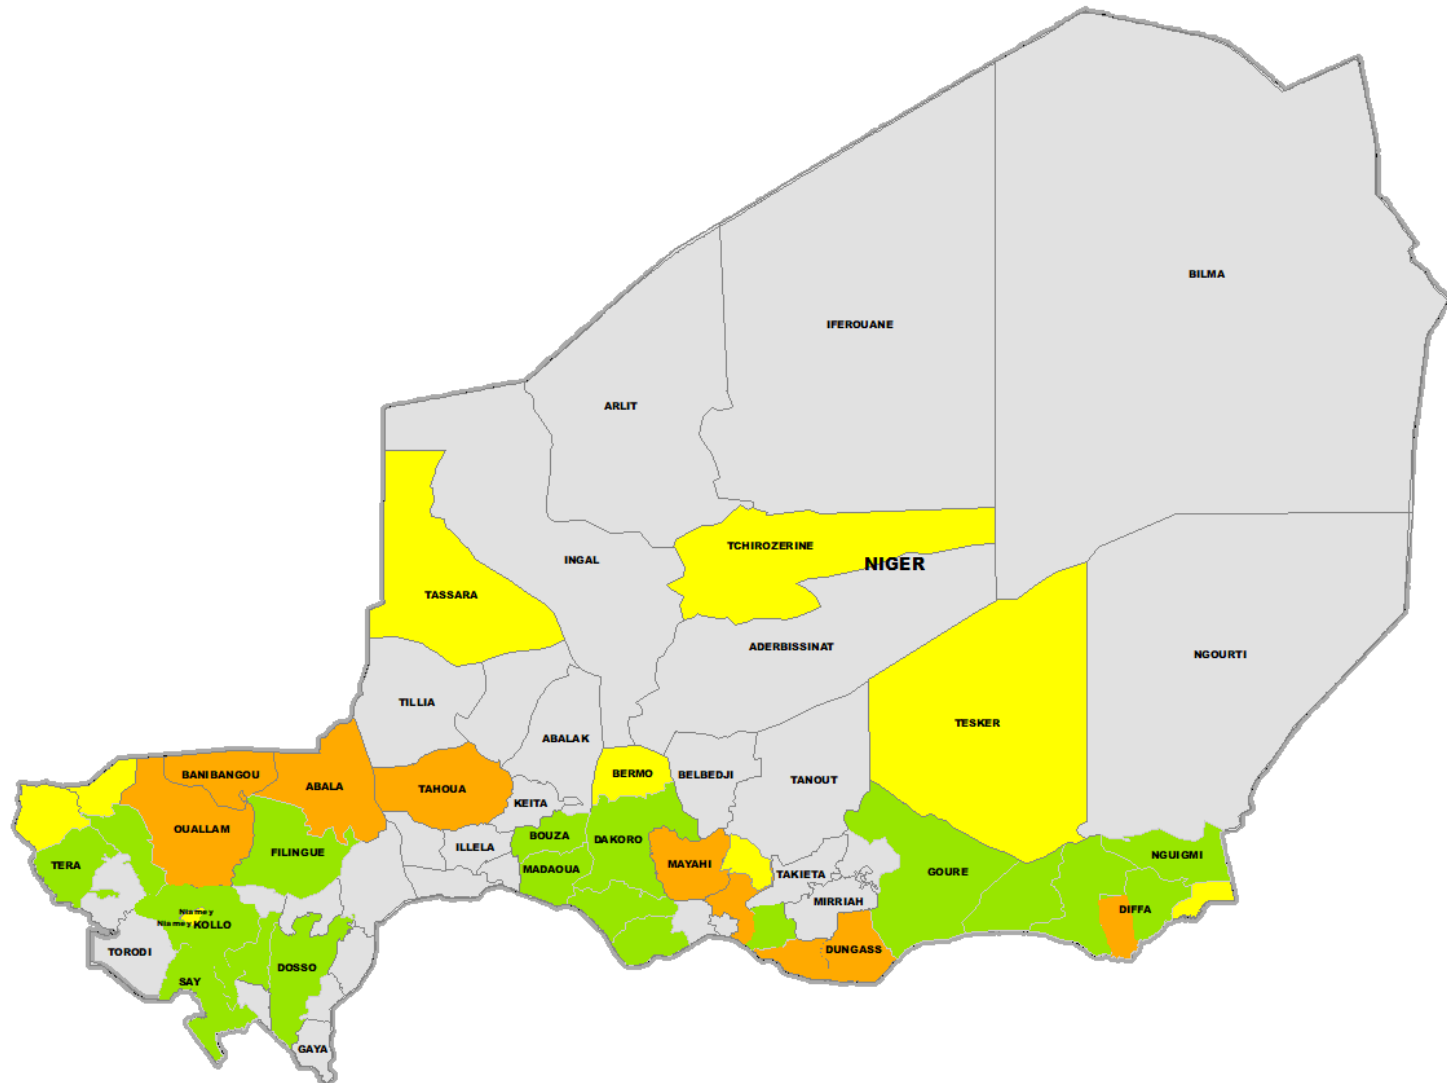 BILMA
IFEROUANE
ARLIT
TCHIROZERINE
INGAL
NIGER
TASSARA
ADERBISSINAT
NGOURTI
TILLIA
TESKER
ABALAK
BERMO
BELBEDJI
TANOUT
BANIBANGOU
ABALA
TAHOUA
KEITA
OUALLAM
BOUZA
DAKORO
ILLELA
FILINGUE
TERA
MADAOUA
MAYAHI
TAKIETA
GOURE
NGUIGMI
MIRRIAH
DIFFA
Niamey
Niamey
KOLLO
TORODI
DUNGASS
DOSSO
SAY
GAYA